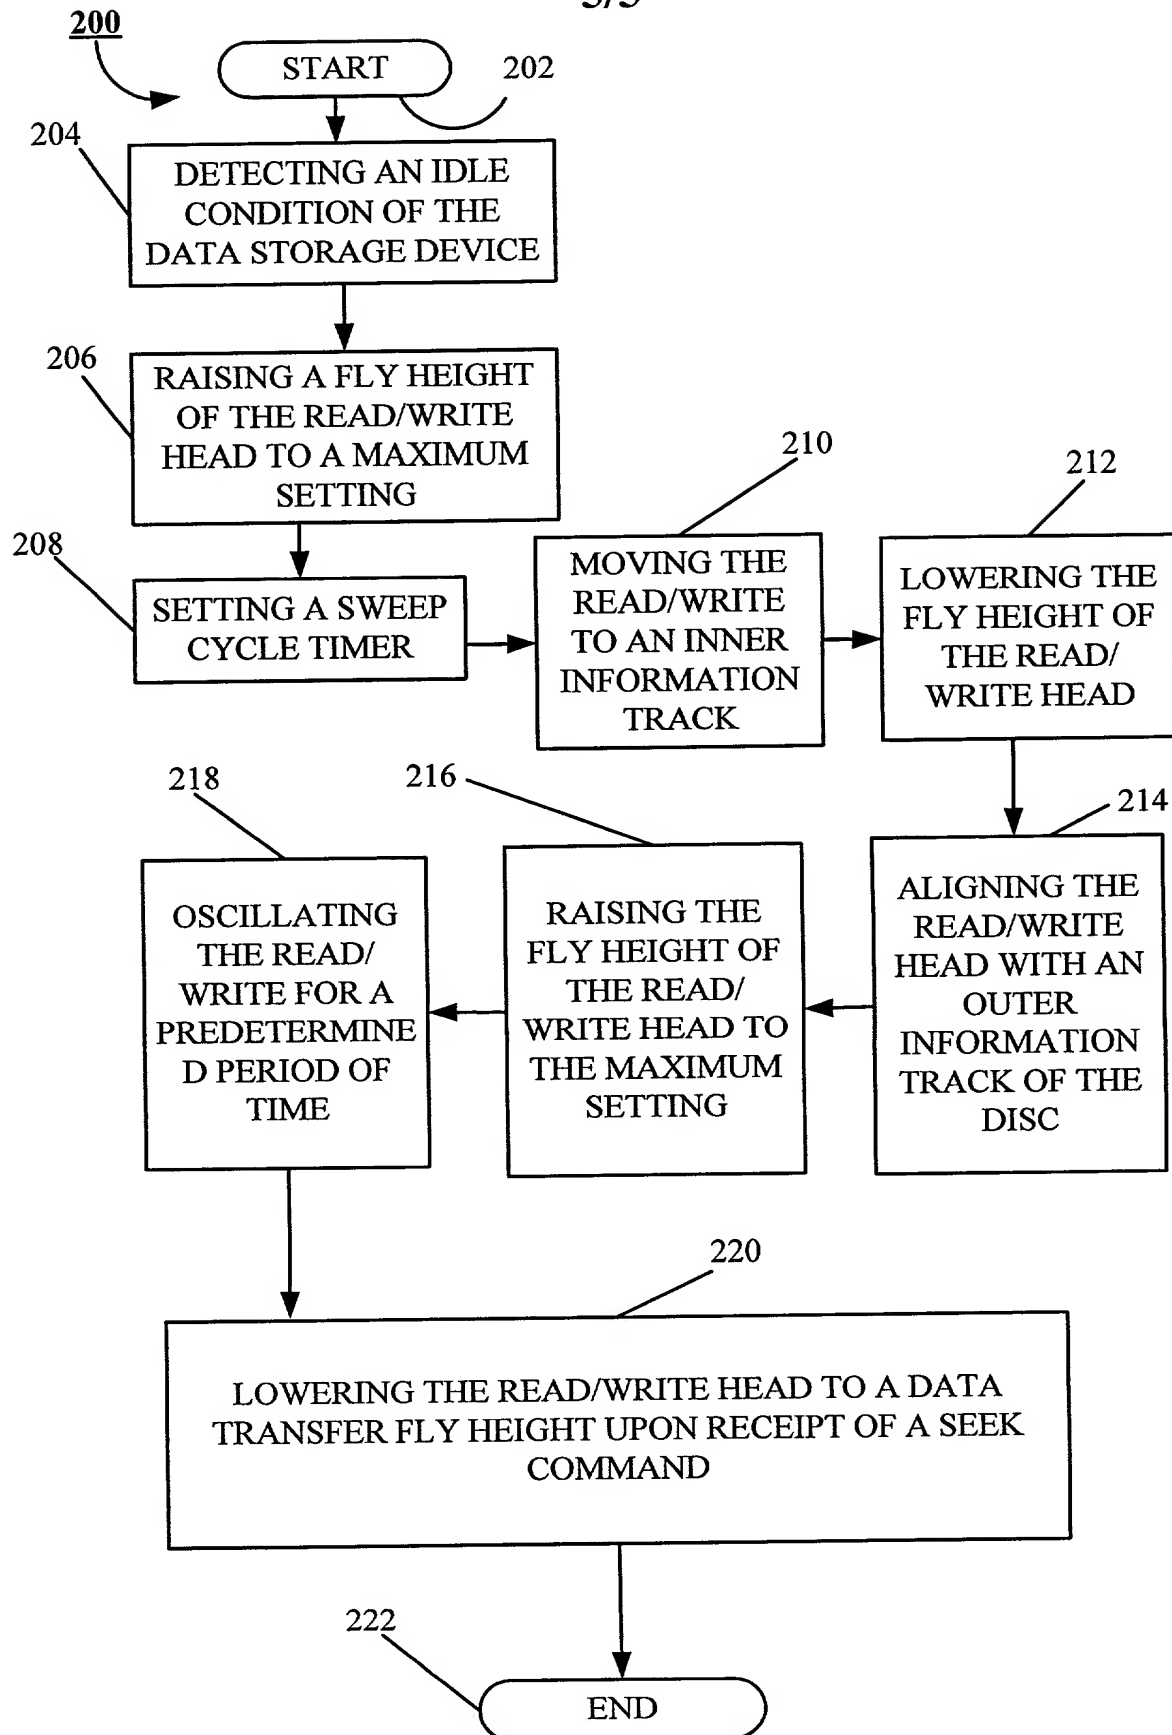 200
START
202
204
DETECTING AN IDLE
CONDITION OF THE
DATA STORAGE DEVICE
206
RAISING A FLY HEIGHT
OF THE READ/WRITE
HEAD TO A MAXIMUM
SETTING
208
SETTING A SWEEP
CYCLE TIMER
210
MOVING THE
READ/WRITE
TO AN INNER
INFORMATION
TRACK
212
LOWERING THE
FLY HEIGHT OF
THE READ/
WRITE HEAD
214
ALIGNING THE
READ/WRITE
HEAD WITH AN
OUTER
INFORMATION
TRACK OF THE
DISC
216
RAISING THE
FLY HEIGHT OF
THE READ/
WRITE HEAD TO
THE MAXIMUM
SETTING
218
OSCILLATING
THE READ/
WRITE FOR A
PREDETERMINE
D PERIOD OF
TIME
220
LOWERING THE READ/WRITE HEAD TO A DATA
TRANSFER FLY HEIGHT UPON RECEIPT OF A SEEK
COMMAND
222
END